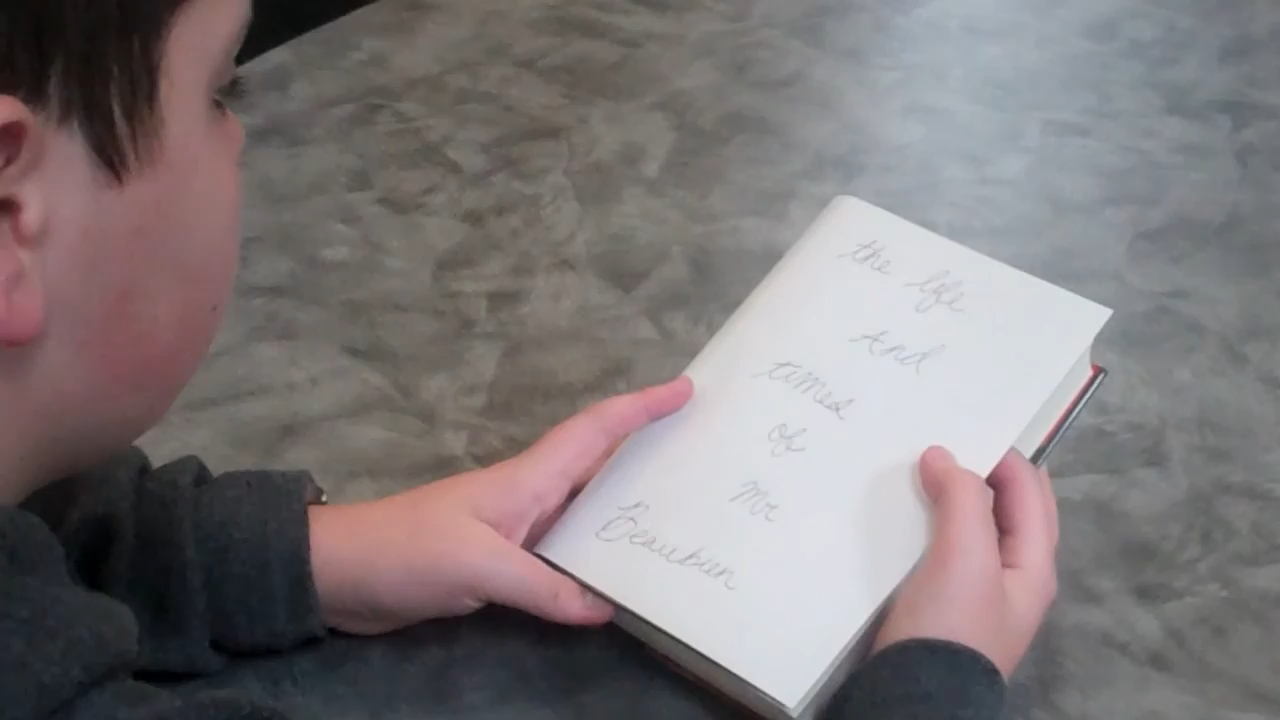 the life
And
times
of
Mr
Beaubien